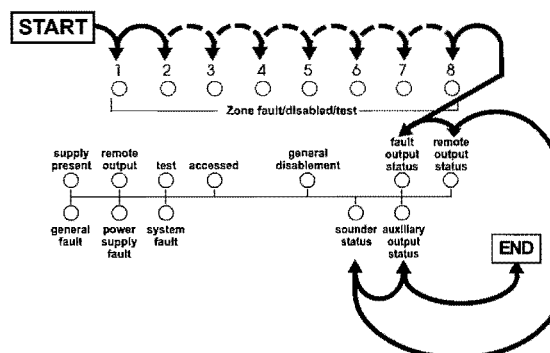 START
1 2 3 4 5 6 7 8
Zone fault/disabled/test
supply present
remote output
test
accessed
general disablement
fault output status
remote output status
general fault
power supply fault
system fault
sounder status
auxiliary output status
END